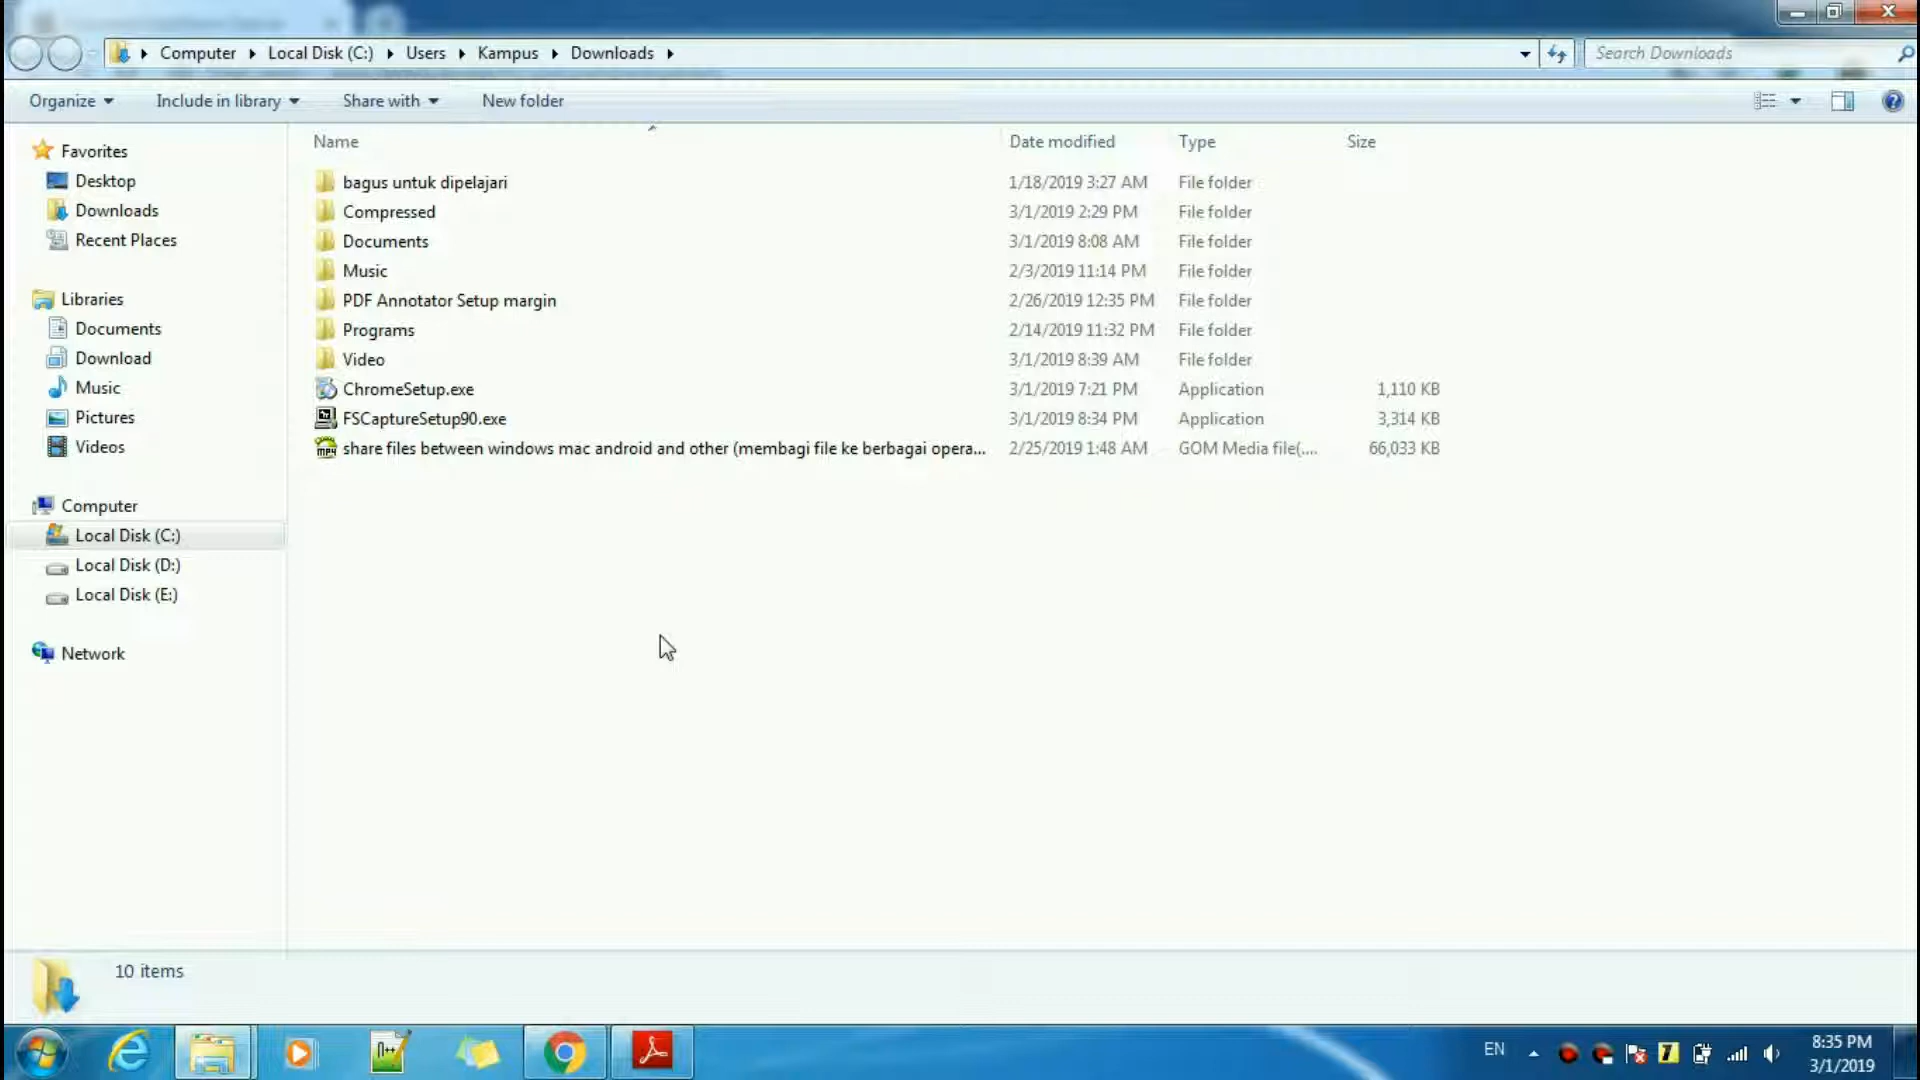 Computer Local Disk (C:) Users Kampus Downloads
Search Downloads
Organize Include in library Share with New folder
Name Date modified Type Size
Favorites
Desktop
Downloads
Recent Places
Libraries
Documents
Download
Music
Pictures
Videos
Computer
Local Disk (C:)
Local Disk (D:)
Local Disk (E:)
Network
bagus untuk dipelajari 1/18/2019 3:27 AM File folder
Compressed 3/1/2019 2:29 PM File folder
Documents 3/1/2019 8:08 AM File folder
Music 2/3/2019 11:14 PM File folder
PDF Annotator Setup margin 2/26/2019 12:35 PM File folder
Programs 2/14/2019 11:32 PM File folder
Video 3/1/2019 8:39 AM File folder
ChromeSetup.exe 3/1/2019 7:21 PM Application 1,110 KB
FSCaptureSetup90.exe 3/1/2019 8:34 PM Application 3,314 KB
share files between windows mac android and other (membagi file ke berbagai opera... 2/25/2019 1:48 AM GOM Media file(.... 66,033 KB
10 items
EN
8:35 PM
3/1/2019